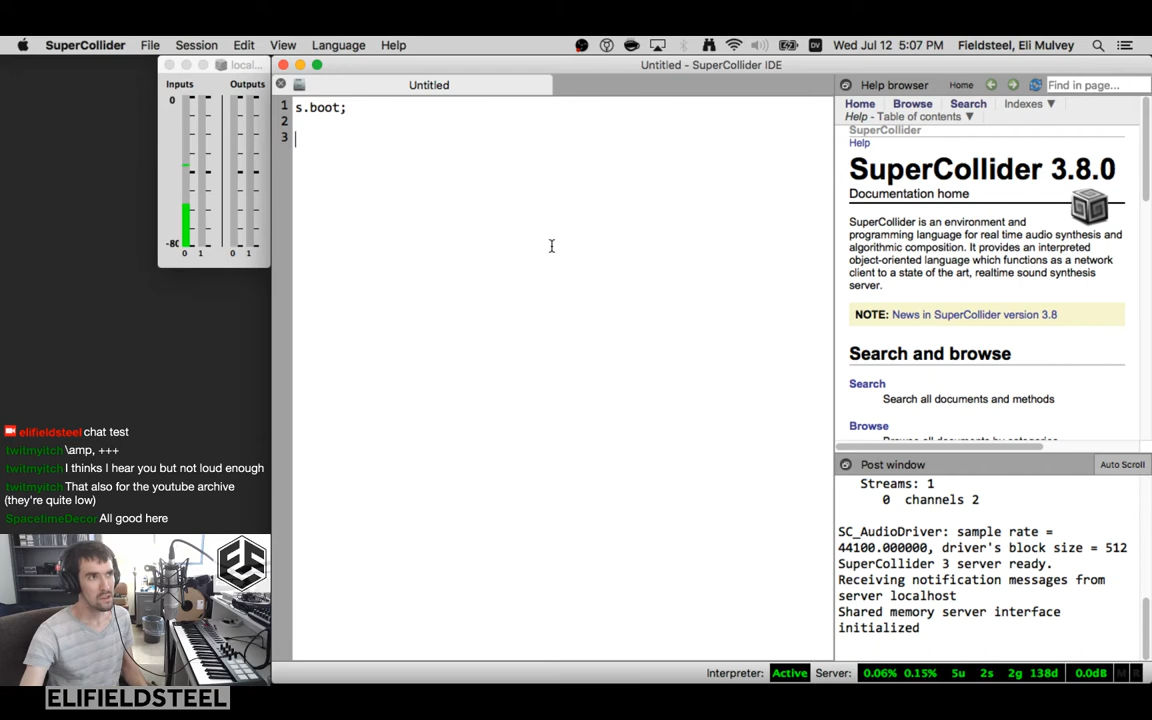 SuperCollider File Session Edit View Language Help DV Wed Jul 12 5:07 PM Fieldsteel, Eli Mulvey
local... Untitled - SuperCollider IDE
Inputs Outputs
0
-80
0 1 0 1
Untitled
1 s.boot;
2
3
Help browser Home Find in page...
Home Browse Search Indexes ▼
Help - Table of contents ▼
SuperCollider
Help
SuperCollider 3.8.0
Documentation home
SuperCollider is an environment and
programming language for real time audio synthesis and
algorithmic composition. It provides an interpreted
object-oriented language which functions as a network
client to a state of the art, realtime sound synthesis
server.
NOTE: News in SuperCollider version 3.8
Search and browse
Search
Search all documents and methods
Browse
Browse all documents by categories
Post window Auto Scroll
Streams: 1
0 channels 2
SC_AudioDriver: sample rate =
44100.000000, driver's block size = 512
SuperCollider 3 server ready.
Receiving notification messages from
server localhost
Shared memory server interface
initialized
elifieldsteel chat test
twitmyitch \amp, +++
twitmyitch I thinks I hear you but not loud enough
twitmyitch That also for the youtube archive
(they're quite low)
SpacetimeDecor All good here
ELIFIELDSTEEL
Interpreter: Active Server: 0.06% 0.15% 5u 2s 2g 138d 0.0dB M R